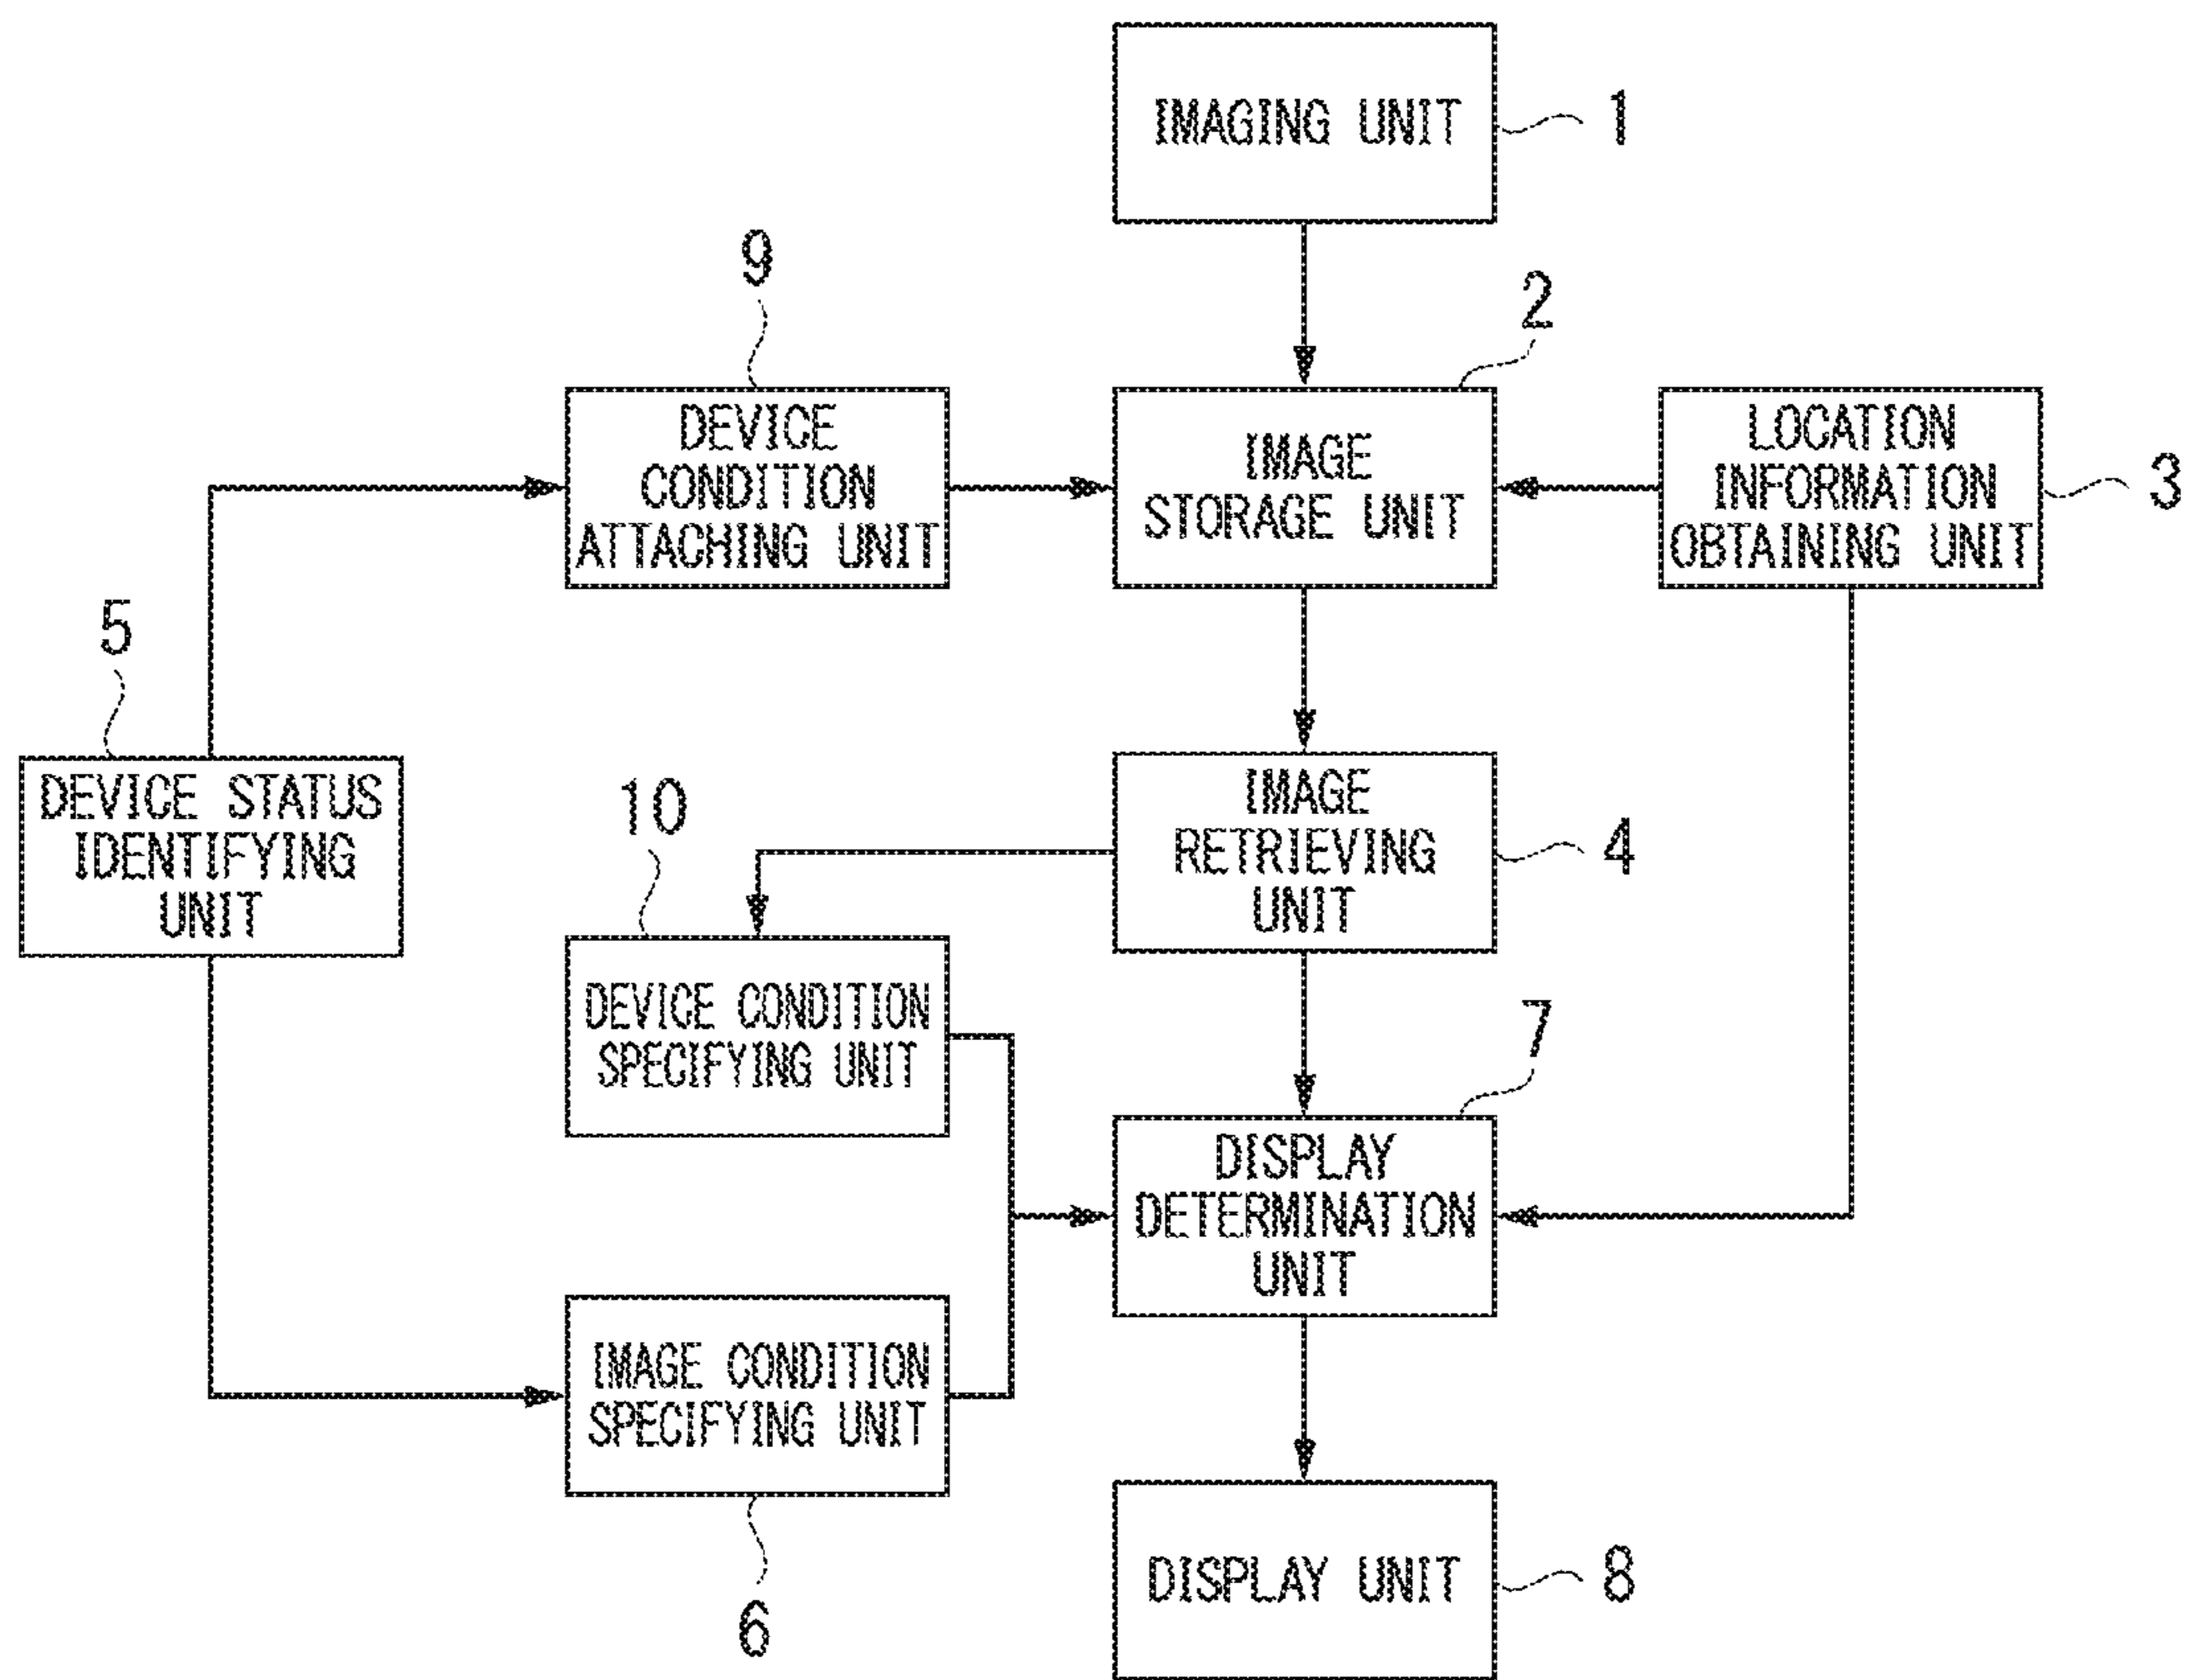 IMAGING UNIT
1
9
2
DEVICE
CONDITION
ATTACHING UNIT
IMAGE
STORAGE UNIT
LOCATION
INFORMATION
OBTAINING UNIT
3
5
DEVICE STATUS
IDENTIFYING
UNIT
10
IMAGE
RETRIEVING
UNIT
4
DEVICE CONDITION
SPECIFYING UNIT
7
DISPLAY
DETERMINATION
UNIT
IMAGE CONDITION
SPECIFYING UNIT
6
DISPLAY UNIT
8